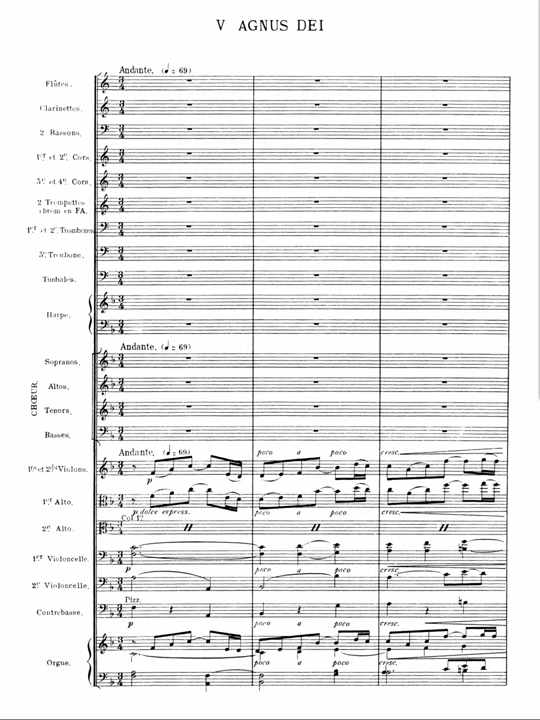 V AGNUS DEI
Andante. (♩ = 69)
Flûtes.
Clarinettes.
2 Bassons.
1er et 2e Cors.
3e et 4e Cors.
2 Trompettes
chrom en FA.
1er et 2e Trombones
3e Trombone.
Timbales.
Harpe.
Andante. (♩ = 69)
CHŒUR.
Sopranos.
Altos.
Tenors.
Basses.
Andante. (♩ = 69)
poco a poco cresc.
1ers et 2ds Violons.
p
1er Alto.
p dolce espress. poco a poco cresc.
Col 1º.
2e Alto.
1er Violoncelle.
p poco a poco cresc.
2e Violoncelle.
Pizz.
Contrebasse.
p poco a poco cresc.
Orgue.
p poco a poco cresc.